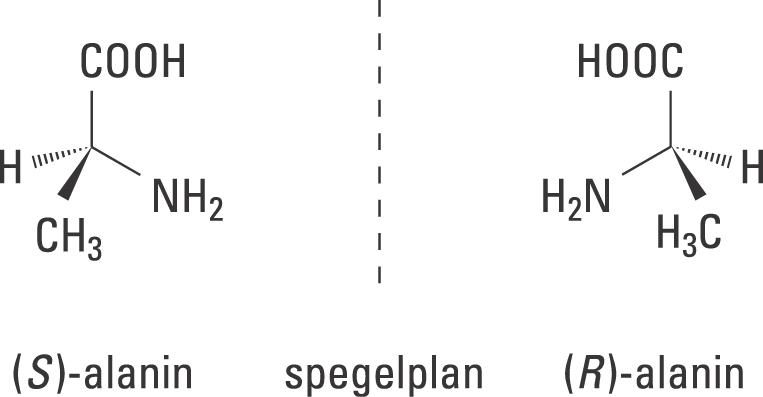 COOH HOOC
H H
NH₂ H₂N
CH₃ H₃C
(S)-alanin spegelplan (R)-alanin